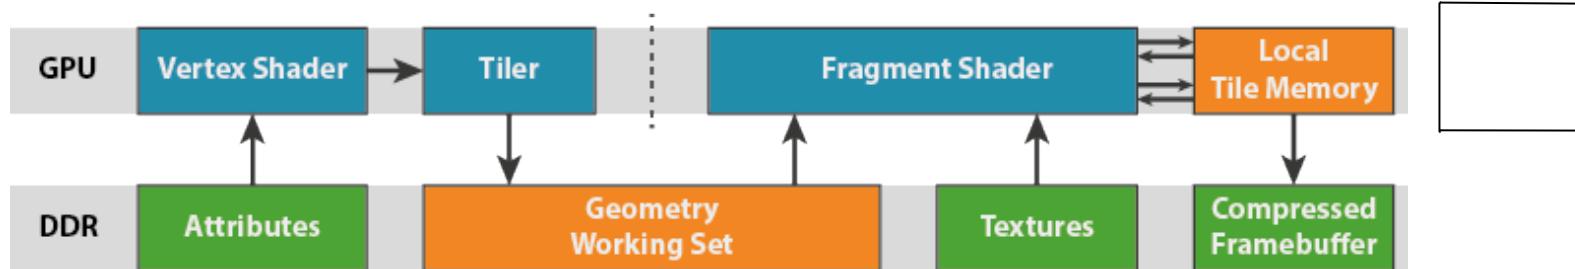 GPU
Vertex Shader
Tiler
Fragment Shader
Local
Tile Memory
DDR
Attributes
Geometry
Working Set
Textures
Compressed
Framebuffer